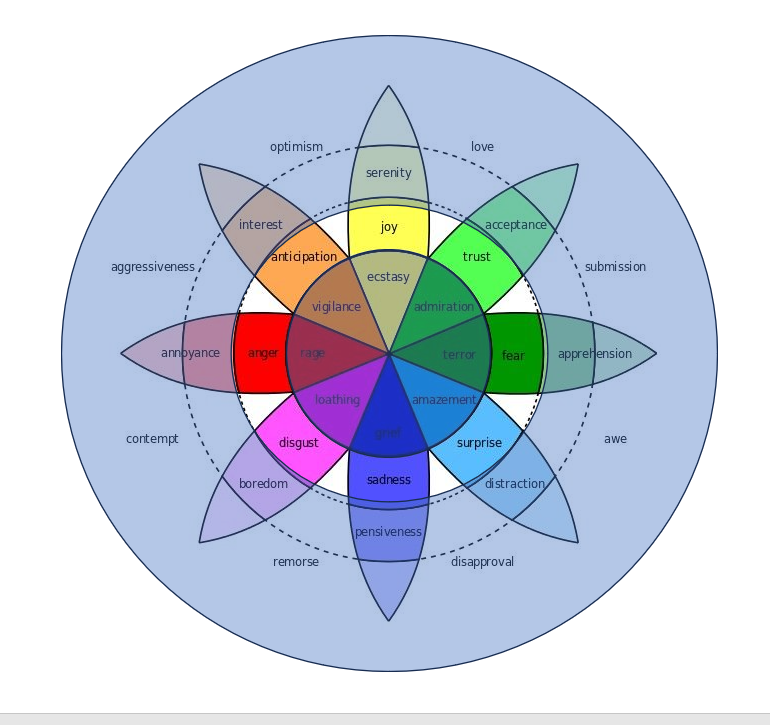 optimism
love
serenity
interest
joy
acceptance
anticipation
trust
aggressiveness
submission
ecstasy
vigilance
admiration
annoyance
anger
rage
terror
fear
apprehension
loathing
amazement
contempt
grief
awe
disgust
surprise
boredom
sadness
distraction
pensiveness
remorse
disapproval